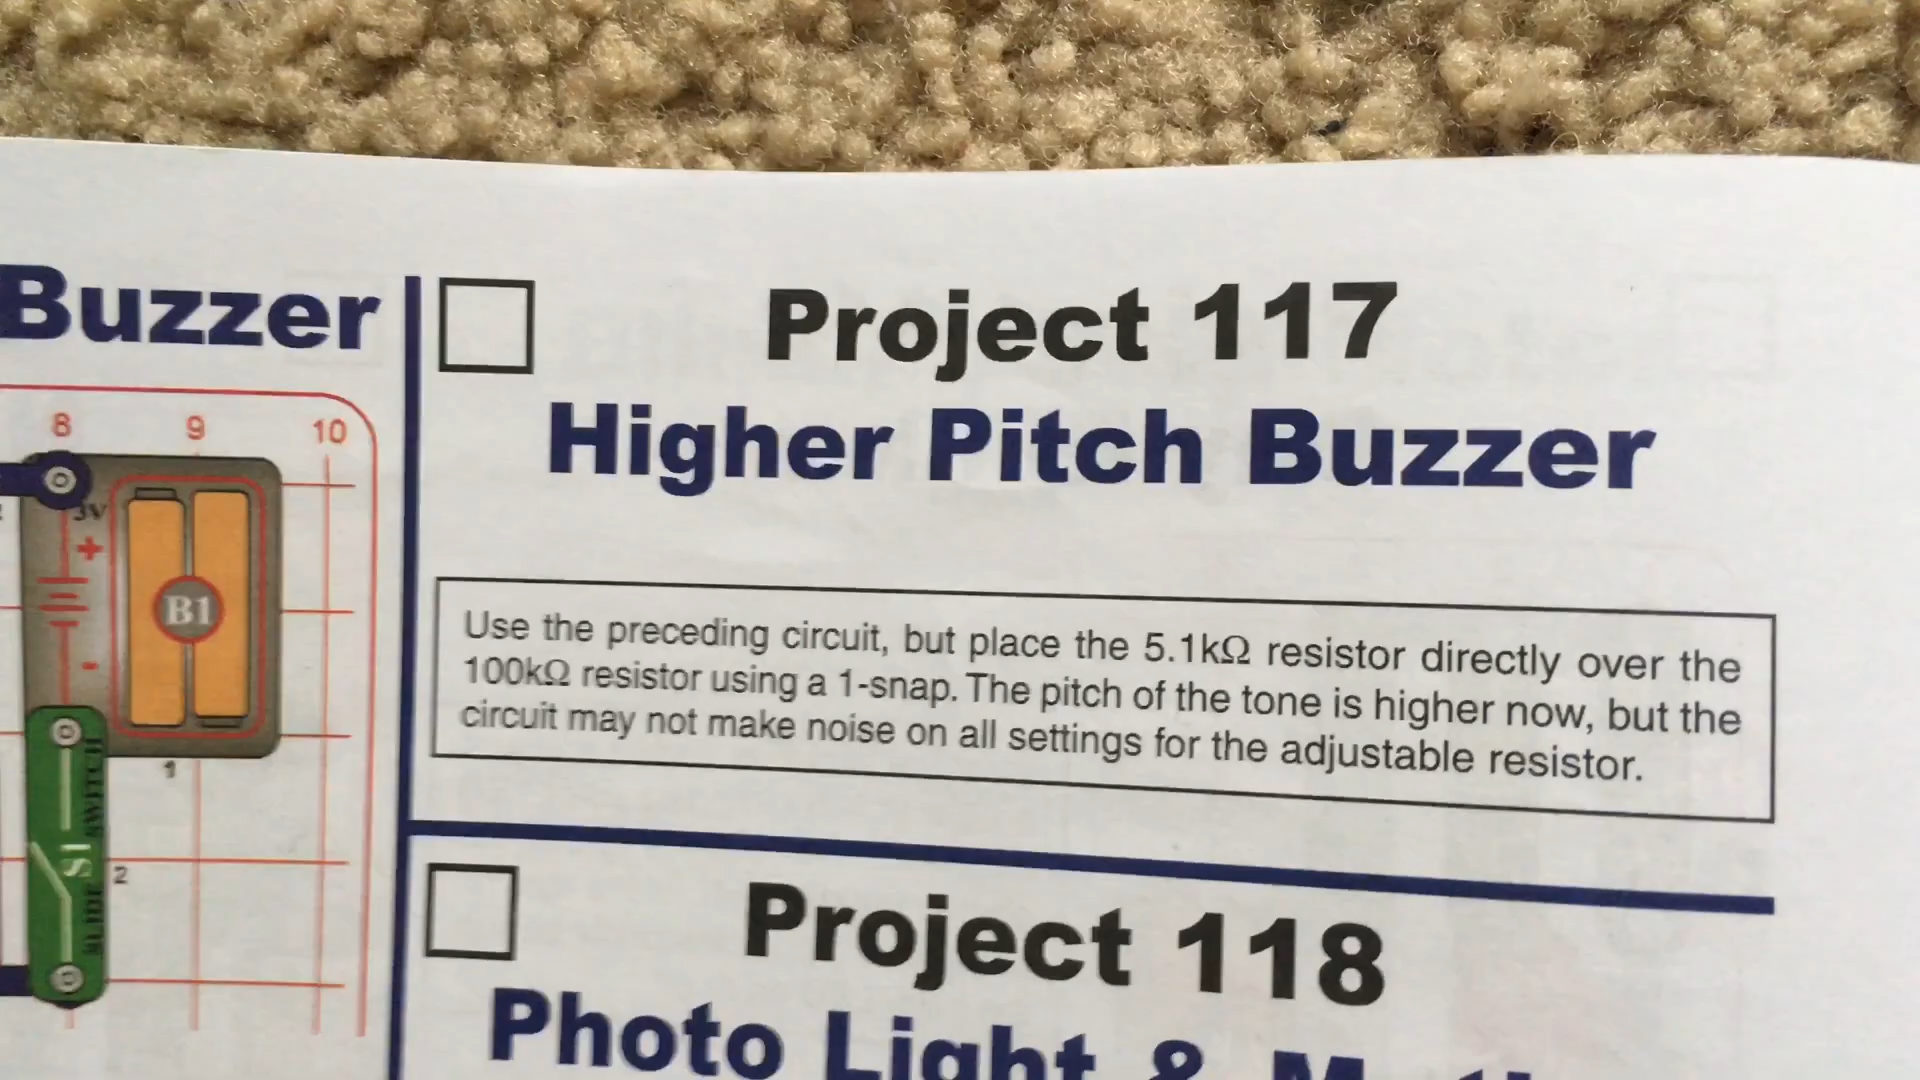 Buzzer
8 9 10
3V
+
B1
-
1
S1
SLIDE SWITCH
2
Project 117
Higher Pitch Buzzer
Use the preceding circuit, but place the 5.1kΩ resistor directly over the
100kΩ resistor using a 1-snap. The pitch of the tone is higher now, but the
circuit may not make noise on all settings for the adjustable resistor.
Project 118
Photo Light &